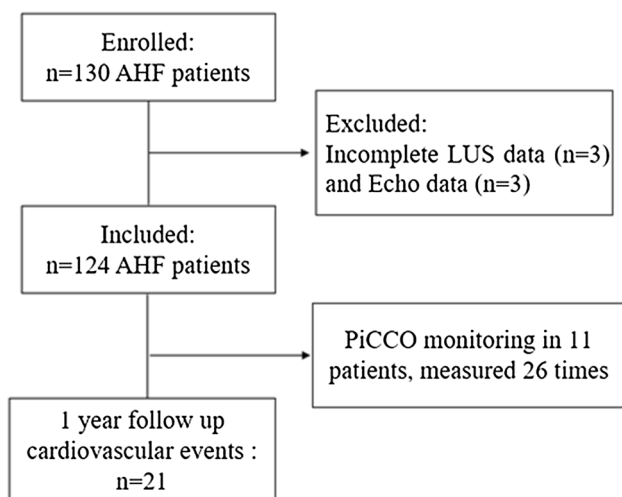 Enrolled:
n=130 AHF patients
Excluded:
Incomplete LUS data (n=3)
and Echo data (n=3)
Included:
n=124 AHF patients
PiCCO monitoring in 11
patients, measured 26 times
1 year follow up
cardiovascular events :
n=21